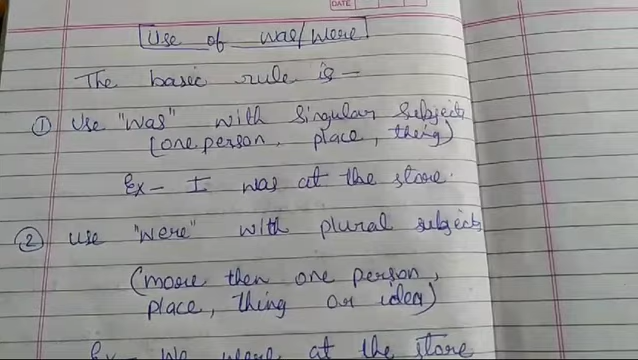 DATE
Use of was/were
The basic rule is —
① Use "was" with singular subjects
(one person, place, thing)
Ex – I was at the store.
② Use "were" with plural subjects
(more then one person,
place, thing or idea)
Ex – We were at the store